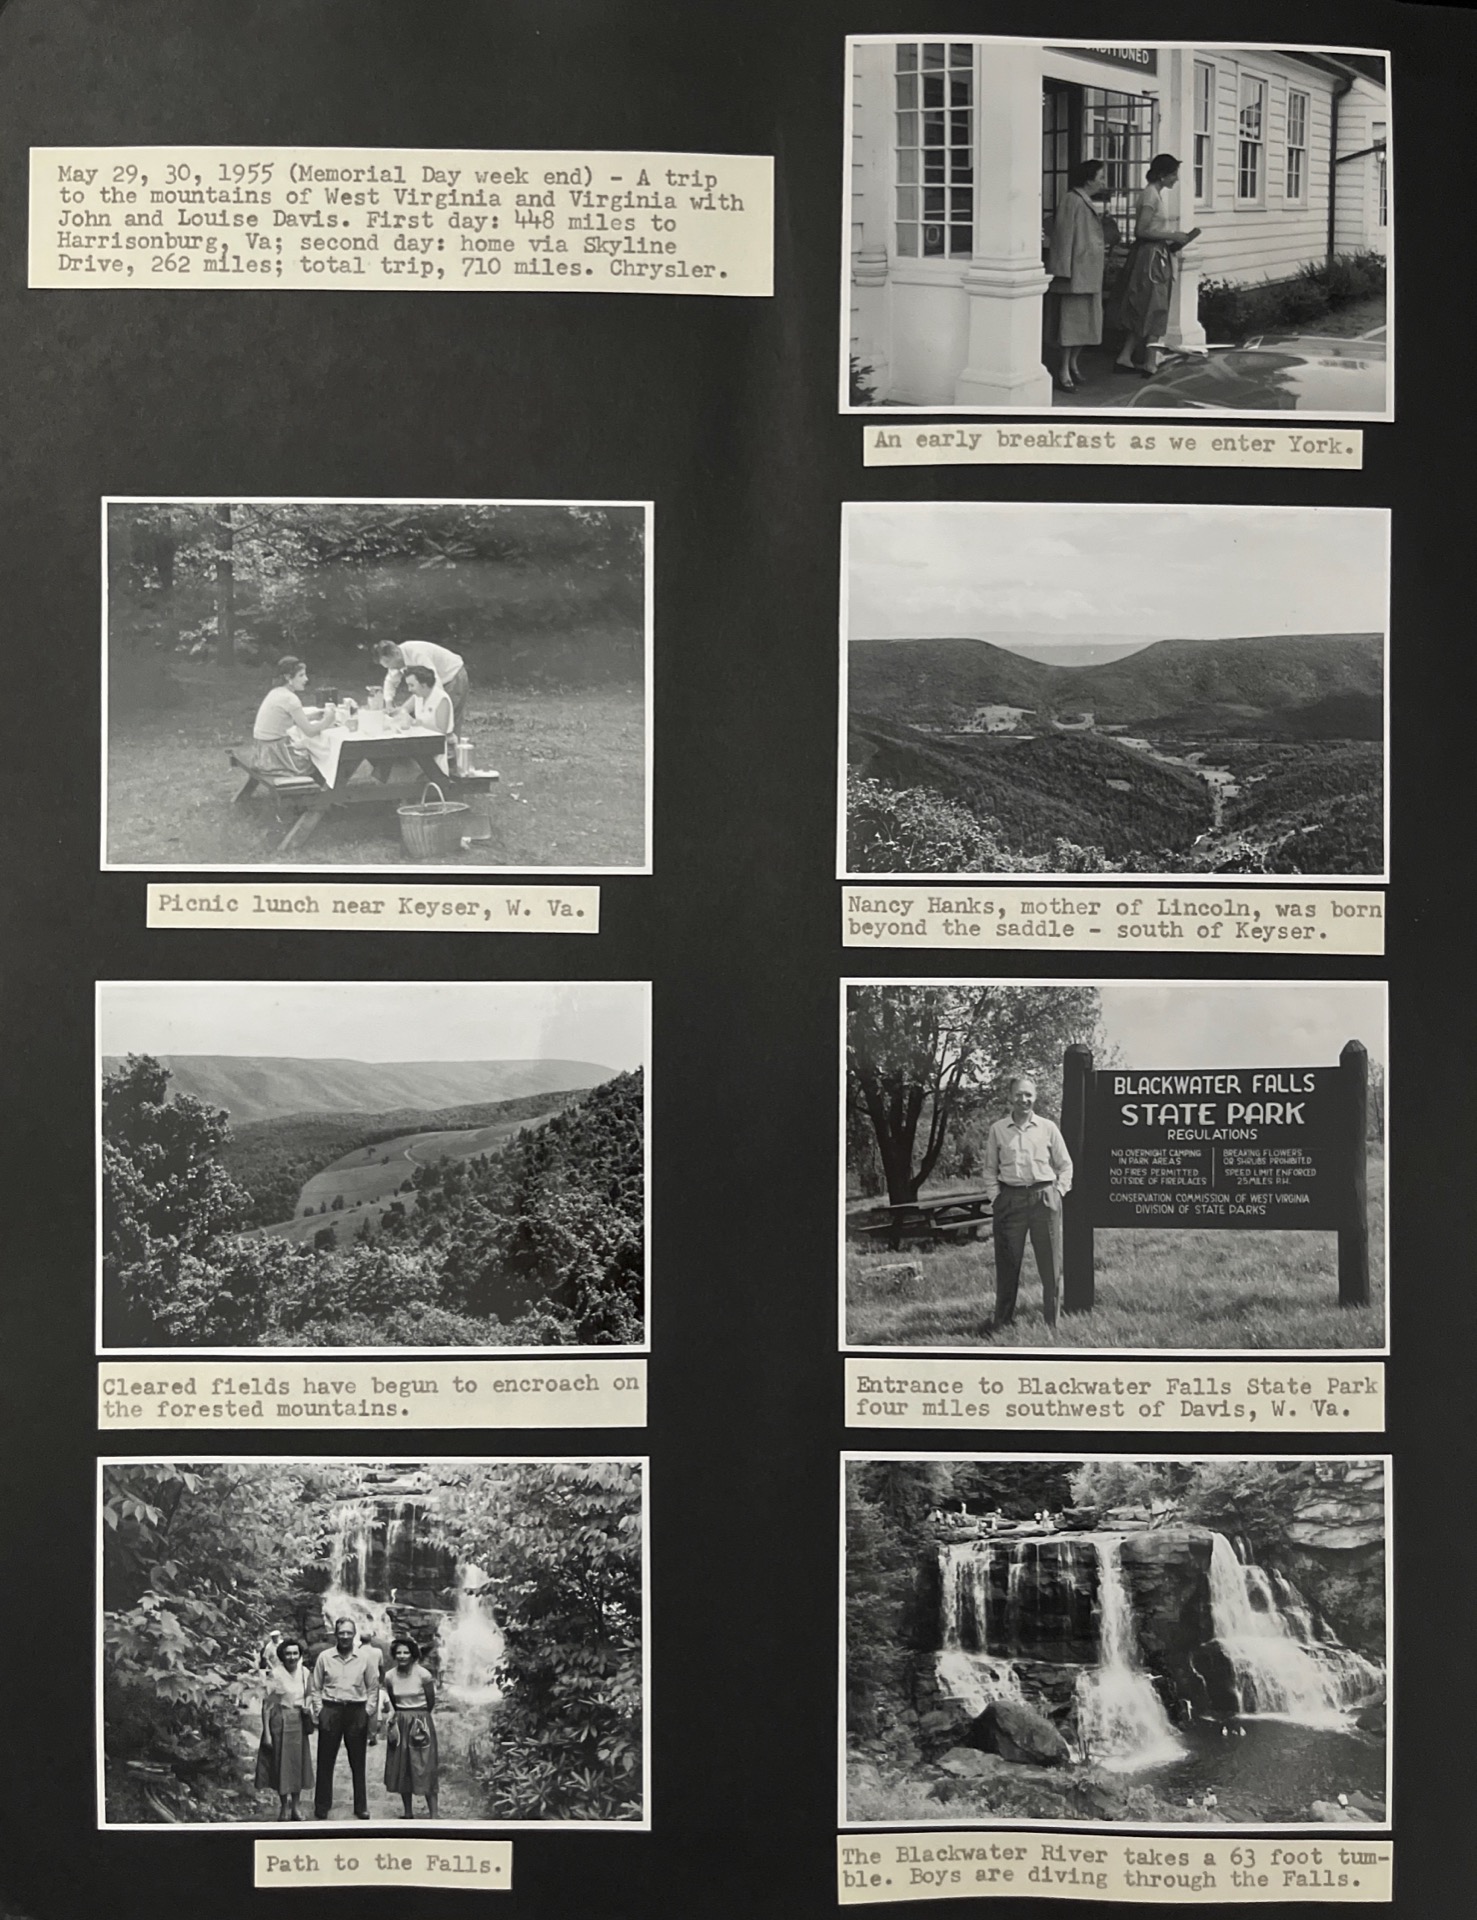 May 29, 30, 1955 (Memorial Day week end) - A trip
to the mountains of West Virginia and Virginia with
John and Louise Davis. First day: 448 miles to
Harrisonburg, Va; second day: home via Skyline
Drive, 262 miles; total trip, 710 miles. Chrysler.
An early breakfast as we enter York.
Picnic lunch near Keyser, W. Va.
Nancy Hanks, mother of Lincoln, was born
beyond the saddle - south of Keyser.
Cleared fields have begun to encroach on
the forested mountains.
BLACKWATER FALLS
STATE PARK
REGULATIONS
NO OVERNIGHT CAMPING
IN PARK AREAS
NO FIRES PERMITTED
OUTSIDE OF FIREPLACES
BREAKING FLOWERS
OR SHRUBS PROHIBITED
SPEED LIMIT ENFORCED
25 MILES P.H.
CONSERVATION COMMISSION OF WEST VIRGINIA
DIVISION OF STATE PARKS
Entrance to Blackwater Falls State Park
four miles southwest of Davis, W. Va.
Path to the Falls.
The Blackwater River takes a 63 foot tum-
ble. Boys are diving through the Falls.